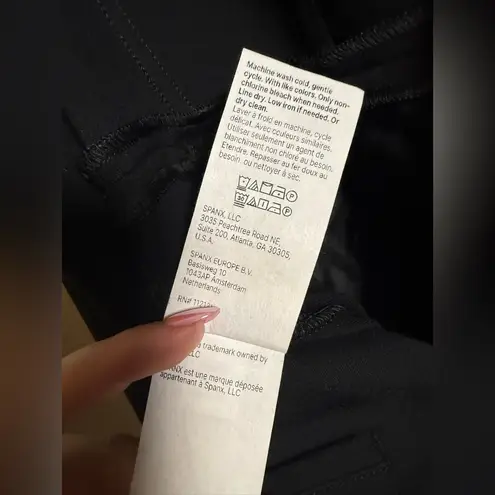 Machine wash cold, gentle
cycle. With like colors. Only non-
chlorine bleach when needed.
Line dry. Low iron if needed. Or
dry clean.
Laver à froid en machine, cycle
délicat. Avec couleurs similaires.
Utiliser seulement un agent de
blanchiment non chloré au besoin.
Etendre. Repasser au fer doux au
besoin, ou nettoyer à sec.
SPANX, LLC
3035 Peachtree Road NE,
Suite 200, Atlanta, GA 30305,
U.S.A.
SPANX EUROPE B.V.
Basisweg 10
1043AP Amsterdam
Netherlands
RN#
a trademark owned by
LLC
SPANX est une marque déposée
appartenant à Spanx, LLC